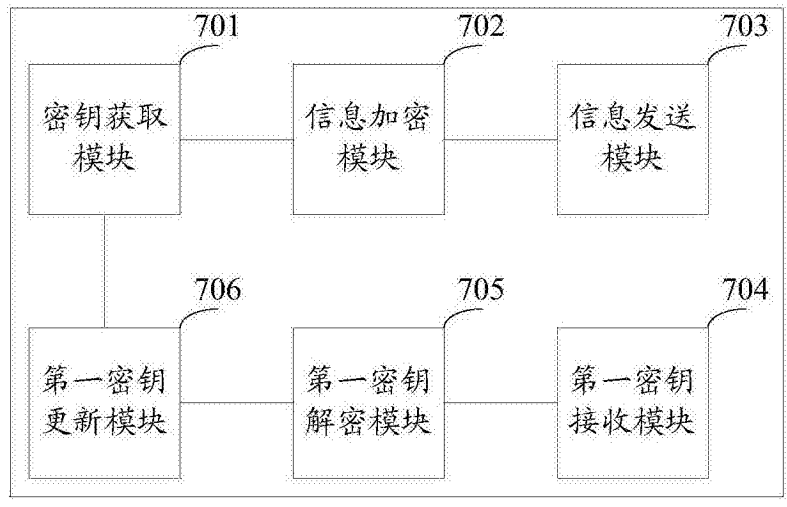 701
702
703
密钥获取
模块
信息加密
模块
信息发送
模块
706
705
704
第一密钥
更新模块
第一密钥
解密模块
第一密钥
接收模块